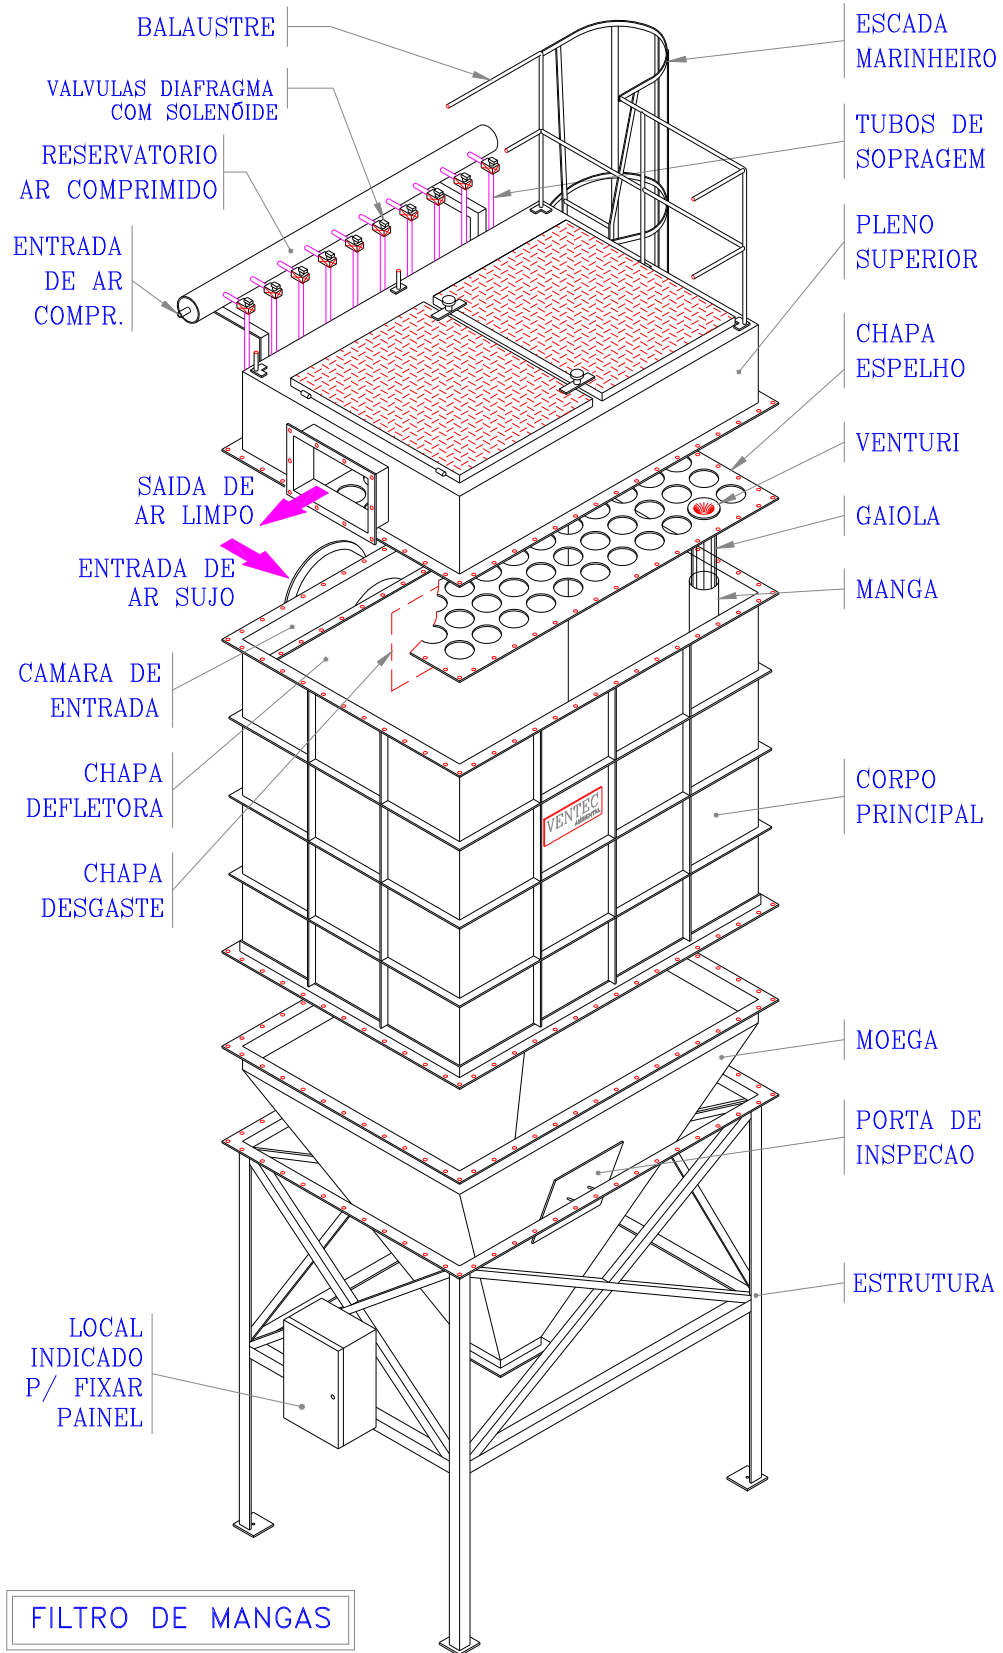 BALAUSTRE
VALVULAS DIAFRAGMA
COM SOLENÓIDE
RESERVATORIO
AR COMPRIMIDO
ENTRADA
DE AR
COMPR.
ESCADA
MARINHEIRO
TUBOS DE
SOPRAGEM
PLENO
SUPERIOR
CHAPA
ESPELHO
VENTURI
GAIOLA
MANGA
SAIDA DE
AR LIMPO
ENTRADA DE
AR SUJO
CAMARA DE
ENTRADA
CHAPA
DEFLETORA
CHAPA
DESGASTE
VENTEC
AMBIENTAL
CORPO
PRINCIPAL
MOEGA
PORTA DE
INSPECAO
ESTRUTURA
LOCAL
INDICADO
P/ FIXAR
PAINEL
FILTRO DE MANGAS